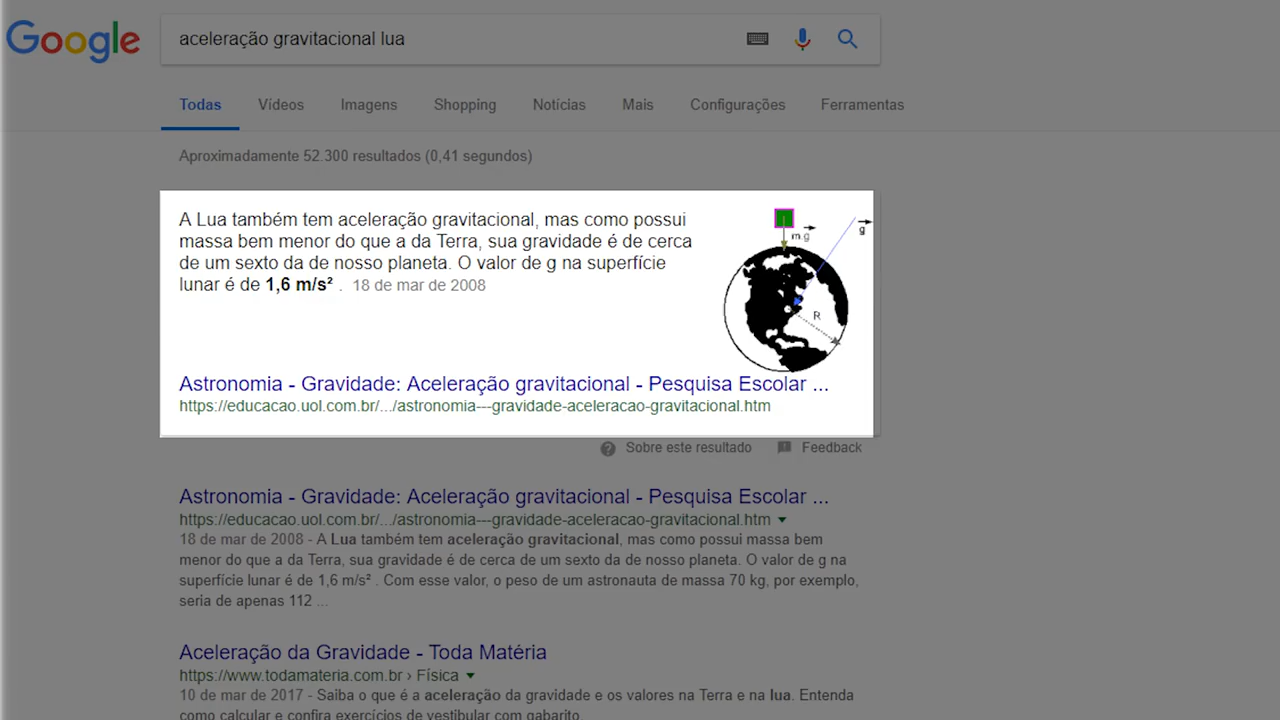 Google
aceleração gravitacional lua
Todas Vídeos Imagens Shopping Notícias Mais Configurações Ferramentas
Aproximadamente 52.300 resultados (0,41 segundos)
A Lua também tem aceleração gravitacional, mas como possui
massa bem menor do que a da Terra, sua gravidade é de cerca
de um sexto da de nosso planeta. O valor de g na superfície
lunar é de 1,6 m/s² . 18 de mar de 2008
m.g
g
R
Astronomia - Gravidade: Aceleração gravitacional - Pesquisa Escolar ...
https://educacao.uol.com.br/.../astronomia---gravidade-aceleracao-gravitacional.htm
Sobre este resultado Feedback
Astronomia - Gravidade: Aceleração gravitacional - Pesquisa Escolar ...
https://educacao.uol.com.br/.../astronomia---gravidade-aceleracao-gravitacional.htm
18 de mar de 2008 - A Lua também tem aceleração gravitacional, mas como possui massa bem
menor do que a da Terra, sua gravidade é de cerca de um sexto da de nosso planeta. O valor de g na
superfície lunar é de 1,6 m/s² . Com esse valor, o peso de um astronauta de massa 70 kg, por exemplo,
seria de apenas 112 ...
Aceleração da Gravidade - Toda Matéria
https://www.todamateria.com.br › Física
10 de mar de 2017 - Saiba o que é a aceleração da gravidade e os valores na Terra e na lua. Entenda
como calcular e confira exercícios de vestibular com gabarito.